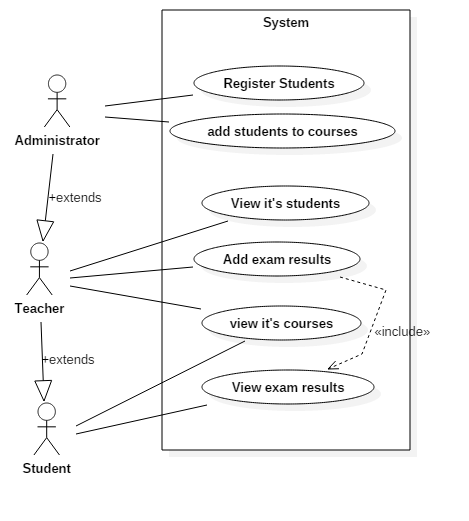 System
Register Students
Administrator
add students to courses
+extends
View it's students
Add exam results
Teacher
view it's courses
«include»
+extends
View exam results
Student